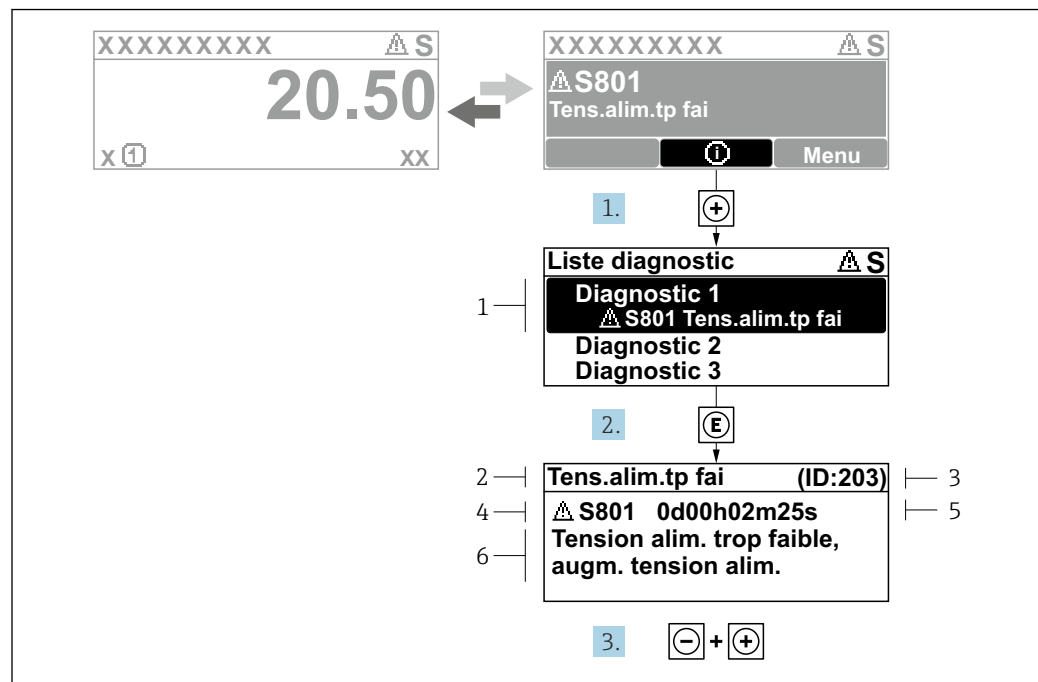 XXXXXXXXX ⚠ S
20.50
x ① xx
XXXXXXXXX ⚠ S
⚠ S801
Tens.alim.tp fai
ⓘ Menu
1. +
Liste diagnostic ⚠ S
1
Diagnostic 1
⚠ S801 Tens.alim.tp fai
Diagnostic 2
Diagnostic 3
2. E
2 Tens.alim.tp fai (ID:203) 3
4 ⚠ S801 0d00h02m25s 5
6
Tension alim. trop faible,
augm. tension alim.
3. − + +